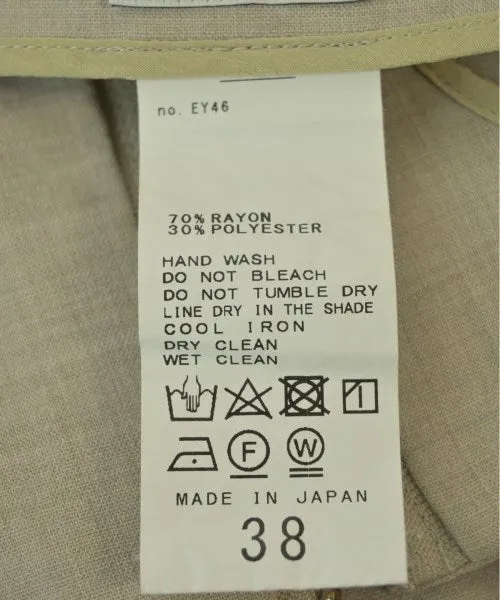 no. EY46
70% RAYON
30% POLYESTER
HAND WASH
DO NOT BLEACH
DO NOT TUMBLE DRY
LINE DRY IN THE SHADE
COOL IRON
DRY CLEAN
WET CLEAN
F W
MADE IN JAPAN
38